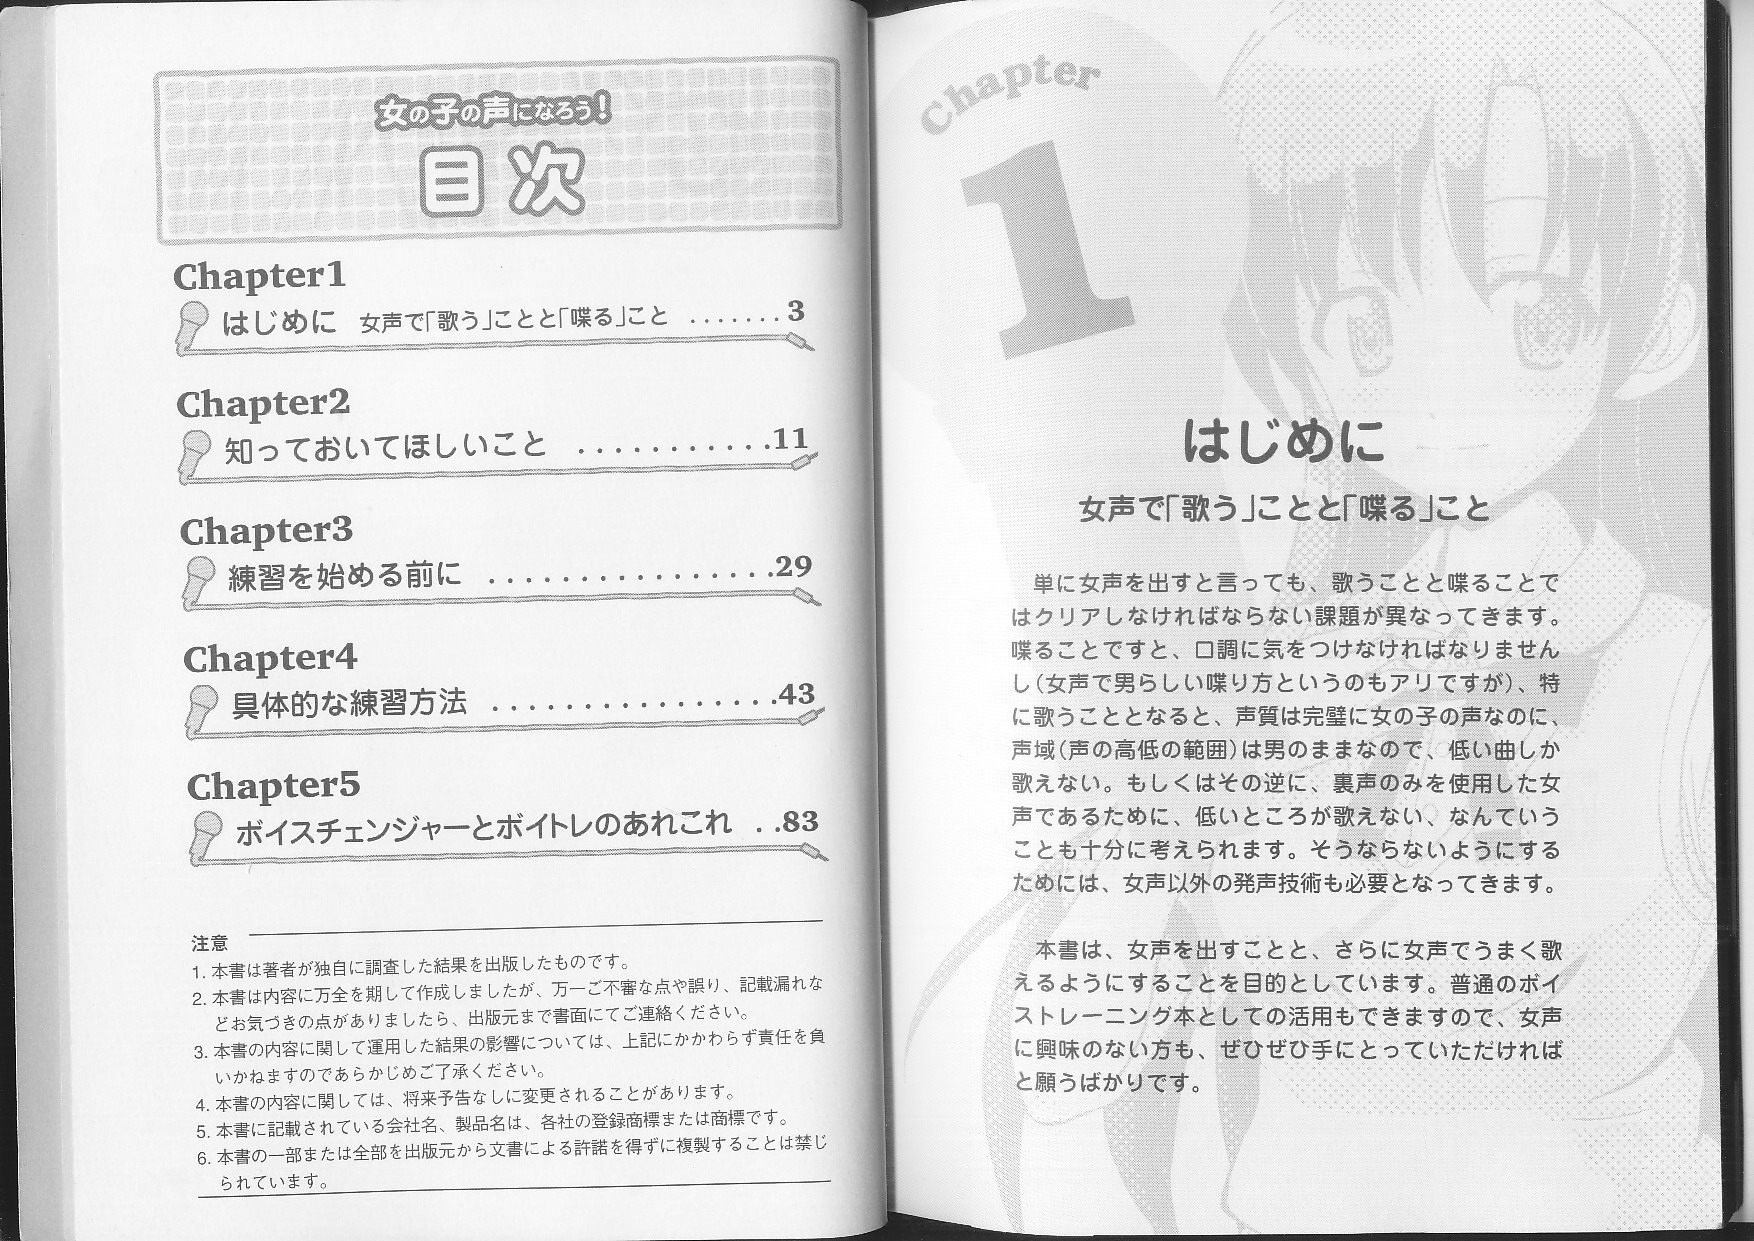 女の子の声になろう!
目次
Chapter1
はじめに 女声で「歌う」ことと「喋る」こと .......3
Chapter2
知っておいてほしいこと ...........11
Chapter3
練習を始める前に ................29
Chapter4
具体的な練習方法 ................43
Chapter5
ボイスチェンジャーとボイトレのあれこれ ..83
注意
1. 本書は著者が独自に調査した結果を出版したものです。
2. 本書は内容に万全を期して作成しましたが、万一ご不審な点や誤り、記載漏れな
どお気づきの点がありましたら、出版元まで書面にてご連絡ください。
3. 本書の内容に関して運用した結果の影響については、上記にかかわらず責任を負
いかねますのであらかじめご了承ください。
4. 本書の内容に関しては、将来予告なしに変更されることがあります。
5. 本書に記載されている会社名、製品名は、各社の登録商標または商標です。
6. 本書の一部または全部を出版元から文書による許諾を得ずに複製することは禁じ
られています。
Chapter
1
はじめに
女声で「歌う」ことと「喋る」こと
単に女声を出すと言っても、歌うことと喋ることで
はクリアしなければならない課題が異なってきます。
喋ることですと、口調に気をつけなければなりません
し(女声で男らしい喋り方というのもアリですが)、特
に歌うこととなると、声質は完璧に女の子の声なのに、
声域(声の高低の範囲)は男のままなので、低い曲しか
歌えない。もしくはその逆に、裏声のみを使用した女
声であるために、低いところが歌えない、なんていう
ことも十分に考えられます。そうならないようにする
ためには、女声以外の発声技術も必要となってきます。
本書は、女声を出すことと、さらに女声でうまく歌
えるようにすることを目的としています。普通のボイ
ストレーニング本としての活用もできますので、女声
に興味のない方も、ぜひぜひ手にとっていただければ
と願うばかりです。